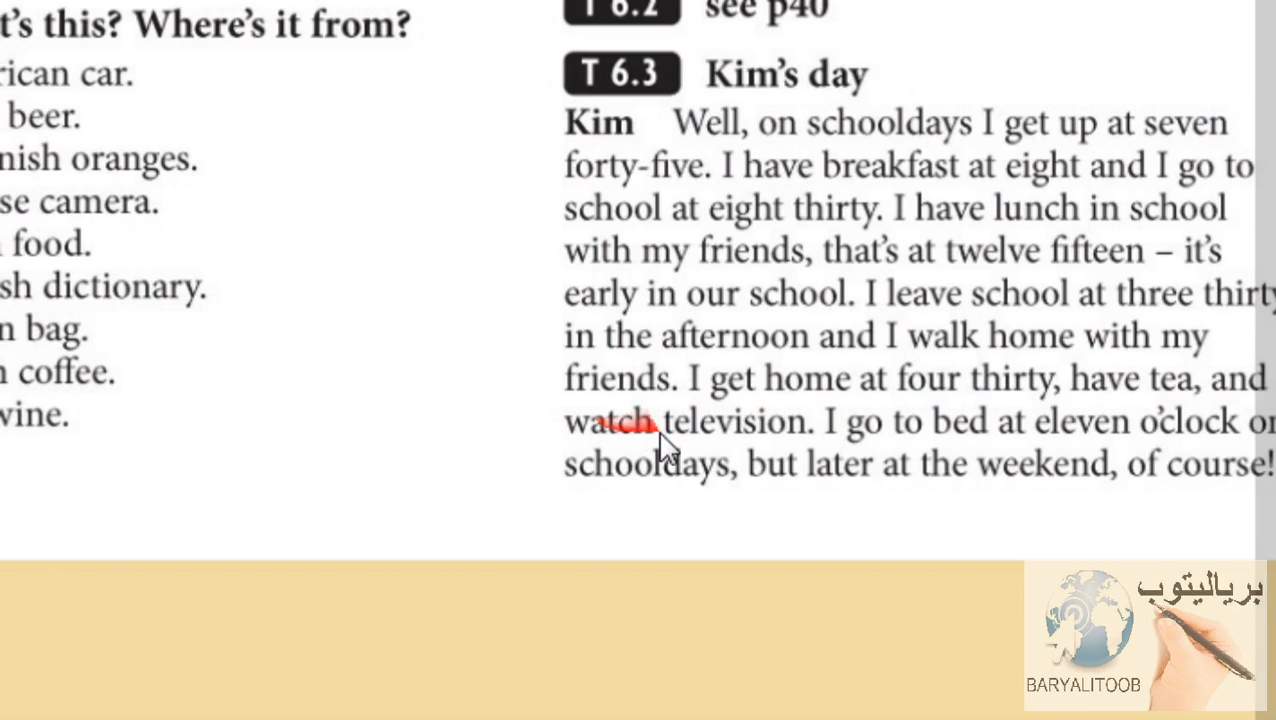 t's this? Where's it from?
rican car.
beer.
nish oranges.
se camera.
food.
sh dictionary.
n bag.
coffee.
wine.
T 6.2 see p40
T 6.3 Kim's day
Kim Well, on schooldays I get up at seven
forty-five. I have breakfast at eight and I go to
school at eight thirty. I have lunch in school
with my friends, that's at twelve fifteen – it's
early in our school. I leave school at three thirty
in the afternoon and I walk home with my
friends. I get home at four thirty, have tea, and
watch television. I go to bed at eleven o'clock on
schooldays, but later at the weekend, of course!
بریالیتوب
BARYALITOOB